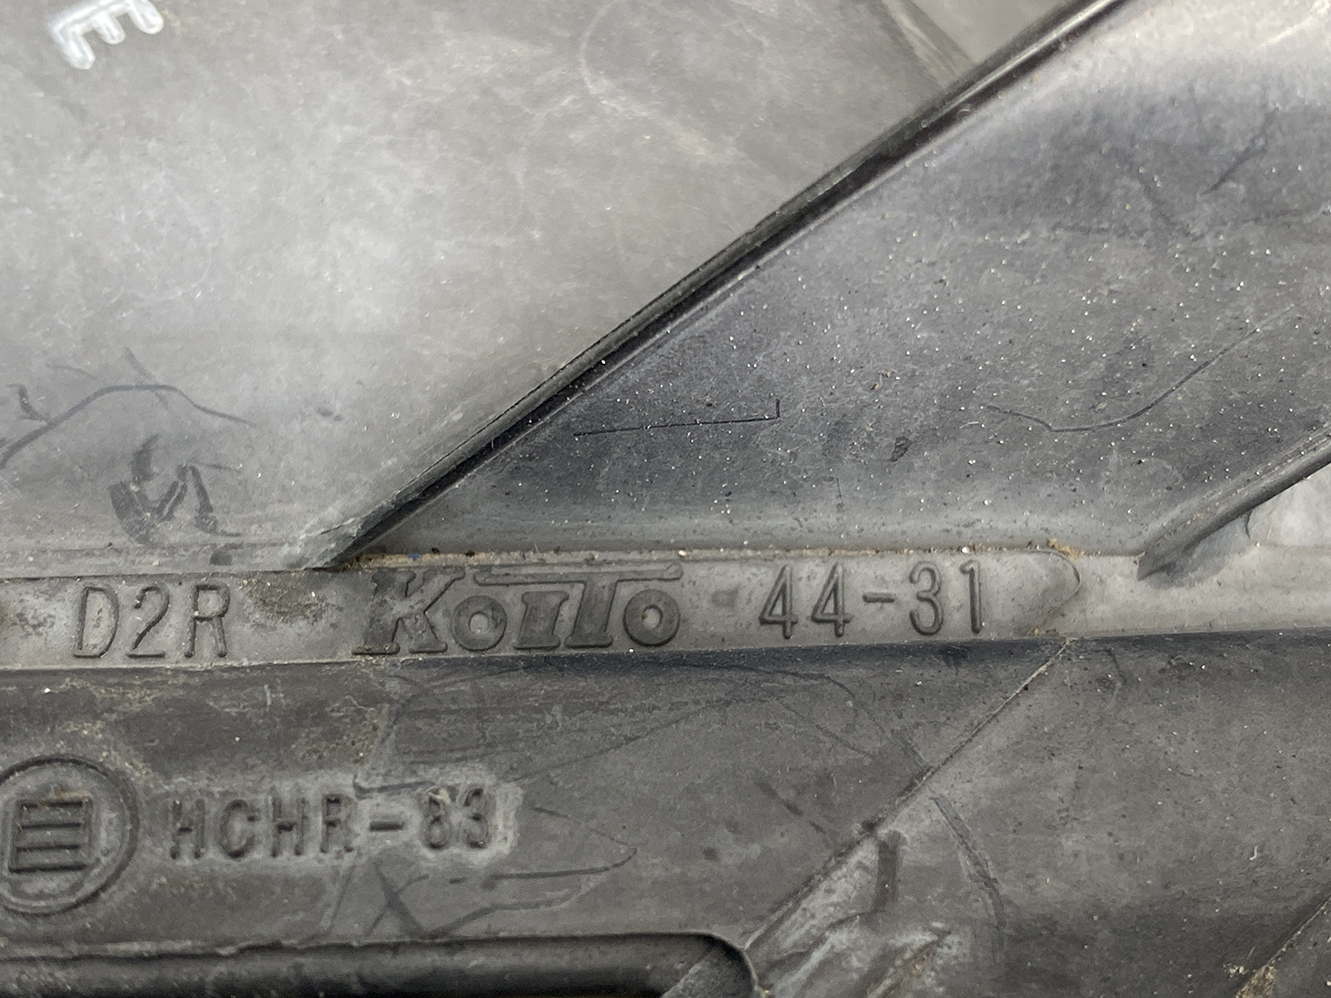 E
D2R KOITO 44-31
HCHR-83